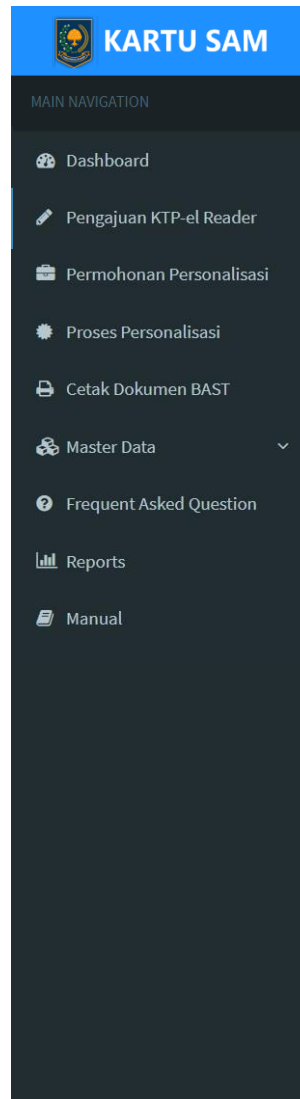 KARTU SAM
MAIN NAVIGATION
Dashboard
Pengajuan KTP-el Reader
Permohonan Personalisasi
Proses Personalisasi
Cetak Dokumen BAST
Master Data
Frequent Asked Question
Reports
Manual